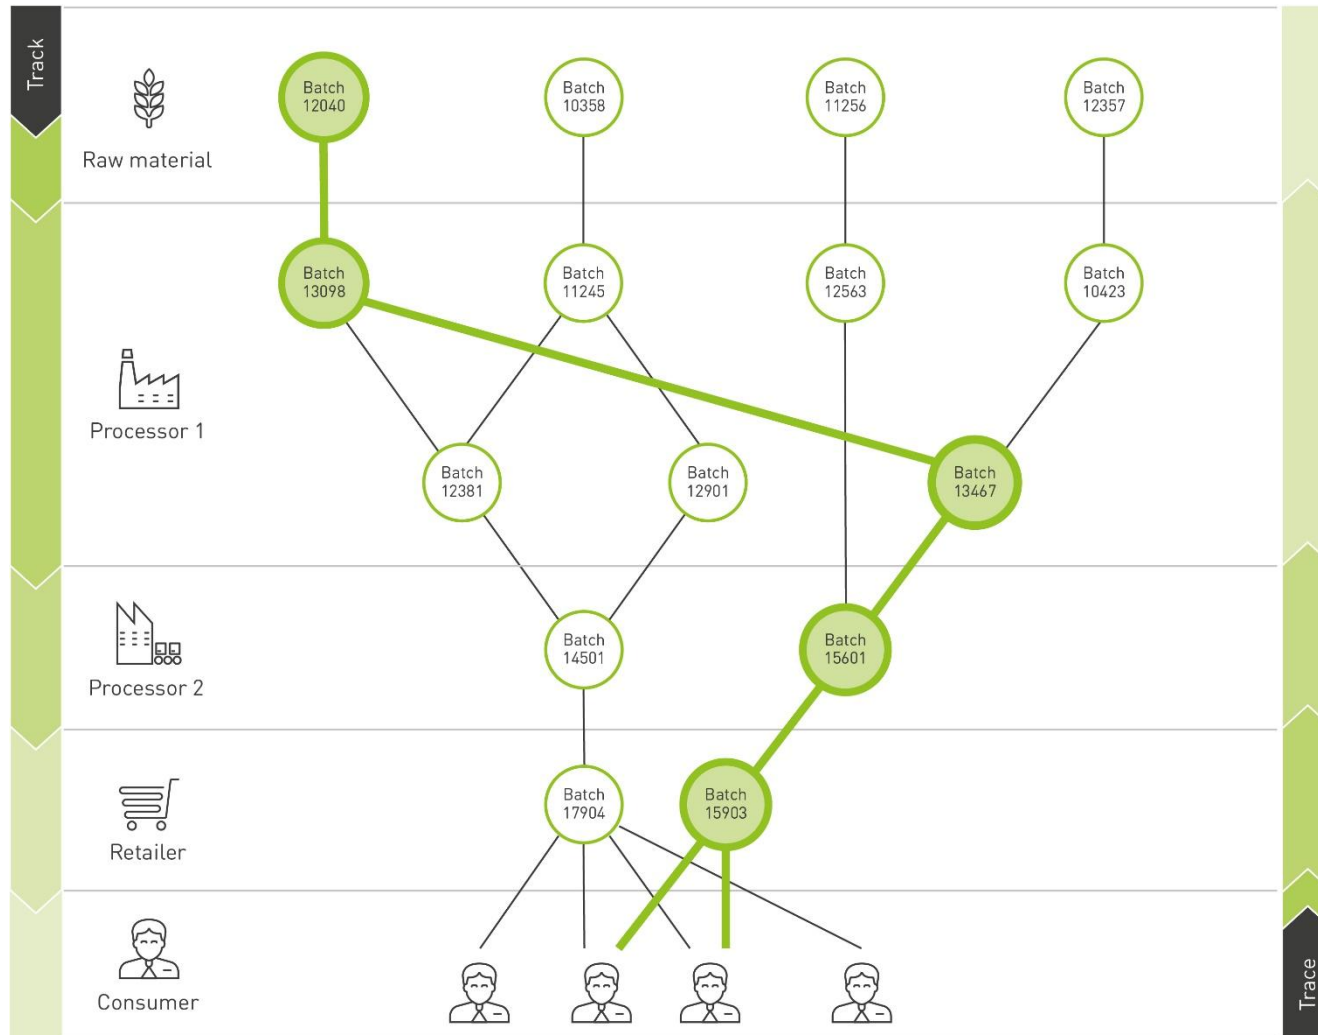 Track
Batch
12040
Batch
10358
Batch
11256
Batch
12357
Raw material
Batch
13098
Batch
11245
Batch
12563
Batch
10423
Processor 1
Batch
12381
Batch
12901
Batch
13467
Batch
14501
Batch
15601
Processor 2
Batch
17904
Batch
15903
Retailer
Consumer
Trace